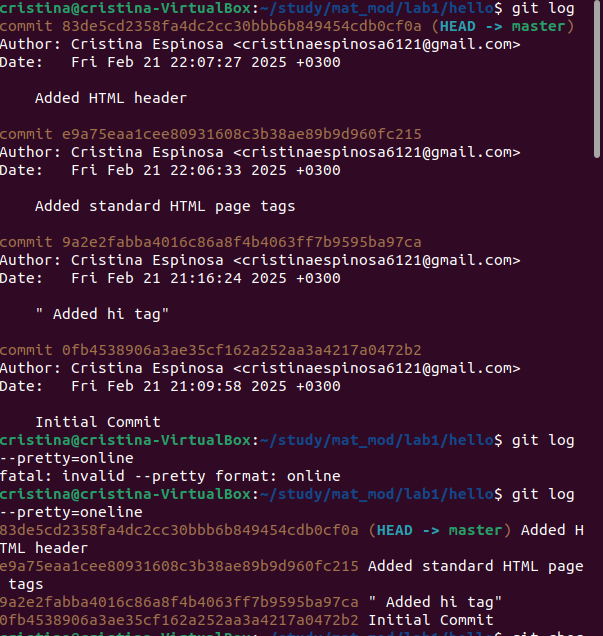 cristina@cristina-VirtualBox:~/study/mat_mod/lab1/hello$ git log
commit 83de5cd2358fa4dc2cc30bbb6b849454cdb0cf0a (HEAD -> master)
Author: Cristina Espinosa <cristinaespinosa6121@gmail.com>
Date:   Fri Feb 21 22:07:27 2025 +0300
    Added HTML header
commit e9a75eaa1cee80931608c3b38ae89b9d960fc215
Author: Cristina Espinosa <cristinaespinosa6121@gmail.com>
Date:   Fri Feb 21 22:06:33 2025 +0300
    Added standard HTML page tags
commit 9a2e2fabba4016c86a8f4b4063ff7b9595ba97ca
Author: Cristina Espinosa <cristinaespinosa6121@gmail.com>
Date:   Fri Feb 21 21:16:24 2025 +0300
    " Added hi tag"
commit 0fb4538906a3ae35cf162a252aa3a4217a0472b2
Author: Cristina Espinosa <cristinaespinosa6121@gmail.com>
Date:   Fri Feb 21 21:09:58 2025 +0300
    Initial Commit
cristina@cristina-VirtualBox:~/study/mat_mod/lab1/hello$ git log
--pretty=online
fatal: invalid --pretty format: online
cristina@cristina-VirtualBox:~/study/mat_mod/lab1/hello$ git log
--pretty=oneline
83de5cd2358fa4dc2cc30bbb6b849454cdb0cf0a (HEAD -> master) Added H
TML header
e9a75eaa1cee80931608c3b38ae89b9d960fc215 Added standard HTML page
 tags
9a2e2fabba4016c86a8f4b4063ff7b9595ba97ca " Added hi tag"
0fb4538906a3ae35cf162a252aa3a4217a0472b2 Initial Commit